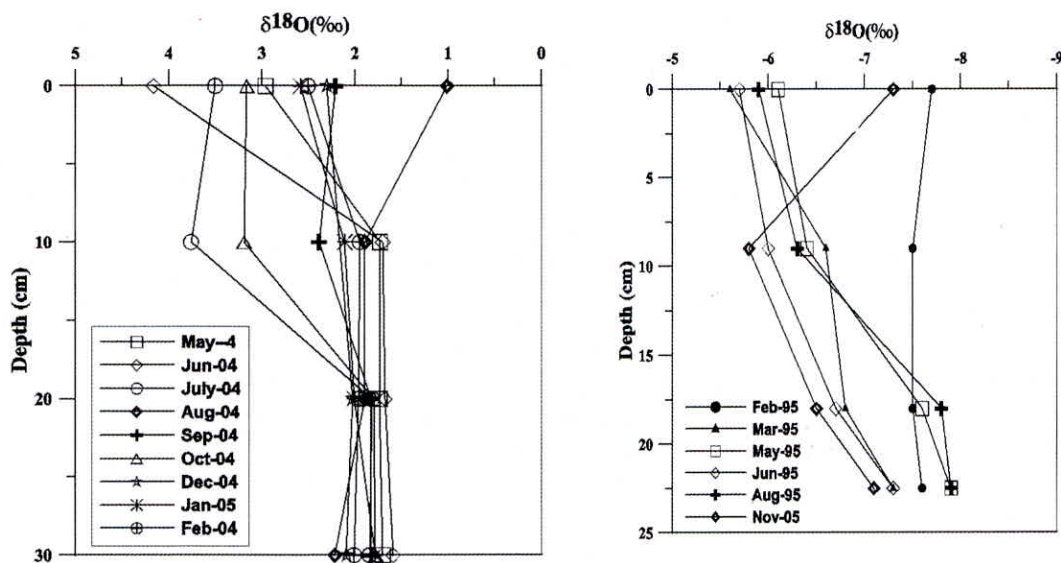 δ18O(‰)
5 4 3 2 1 0
0
10
20
30
Depth (cm)
May--4
Jun-04
July-04
Aug-04
Sep-04
Oct-04
Dec-04
Jan-05
Feb-04
δ18O(‰)
-5 -6 -7 -8 -9
0
5
10
15
20
25
Depth (cm)
Feb-95
Mar-95
May-95
Jun-95
Aug-95
Nov-05